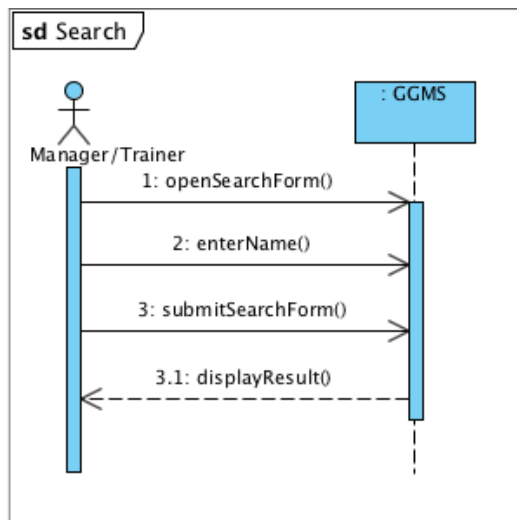 sd Search
: GGMS
Manager/Trainer
1: openSearchForm()
2: enterName()
3: submitSearchForm()
3.1: displayResult()